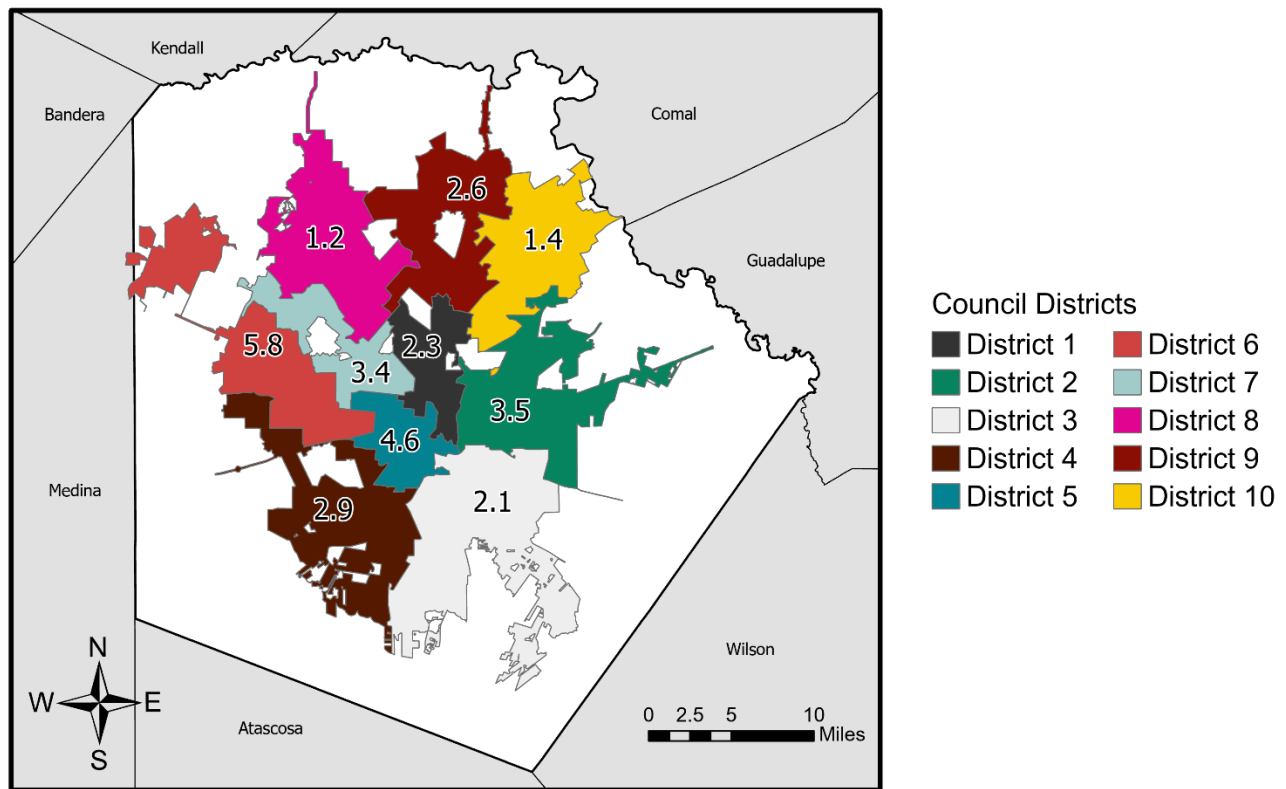 Kendall
Bandera
Comal
2.6
1.2
1.4
Guadalupe
5.8
2.3
3.4
3.5
4.6
Medina
2.9
2.1
Wilson
Atascosa
N
W
E
S
0 2.5 5 10
Miles
Council Districts
District 1
District 2
District 3
District 4
District 5
District 6
District 7
District 8
District 9
District 10